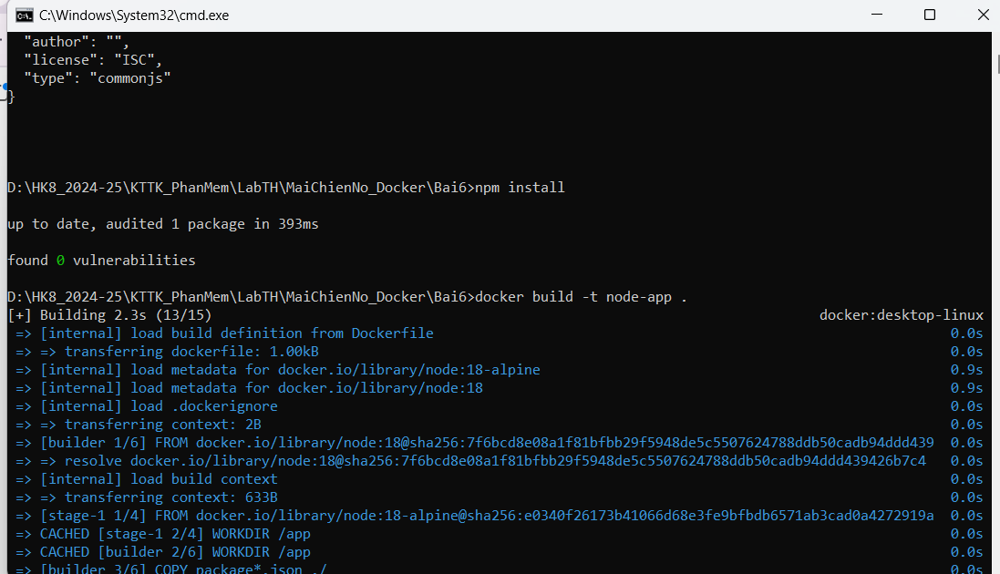 C:\Windows\System32\cmd.exe
"author": "",
"license": "ISC",
"type": "commonjs"
}
D:\HK8_2024-25\KTTK_PhanMem\LabTH\MaiChienNo_Docker\Bai6>npm install
up to date, audited 1 package in 393ms
found 0 vulnerabilities
D:\HK8_2024-25\KTTK_PhanMem\LabTH\MaiChienNo_Docker\Bai6>docker build -t node-app .
[+] Building 2.3s (13/15) docker:desktop-linux
=> [internal] load build definition from Dockerfile 0.0s
=> => transferring dockerfile: 1.00kB 0.0s
=> [internal] load metadata for docker.io/library/node:18-alpine 0.9s
=> [internal] load metadata for docker.io/library/node:18 0.9s
=> [internal] load .dockerignore 0.0s
=> => transferring context: 2B 0.0s
=> [builder 1/6] FROM docker.io/library/node:18@sha256:7f6bcd8e08a1f81bfbb29f5948de5c5507624788ddb50cadb94ddd439 0.0s
=> => resolve docker.io/library/node:18@sha256:7f6bcd8e08a1f81bfbb29f5948de5c5507624788ddb50cadb94ddd439426b7c4 0.0s
=> [internal] load build context 0.0s
=> => transferring context: 633B 0.0s
=> [stage-1 1/4] FROM docker.io/library/node:18-alpine@sha256:e0340f26173b41066d68e3fe9bfbdb6571ab3cad0a4272919a 0.0s
=> CACHED [stage-1 2/4] WORKDIR /app 0.0s
=> CACHED [builder 2/6] WORKDIR /app 0.0s
=> [builder 3/6] COPY package*.json ./ 0.0s